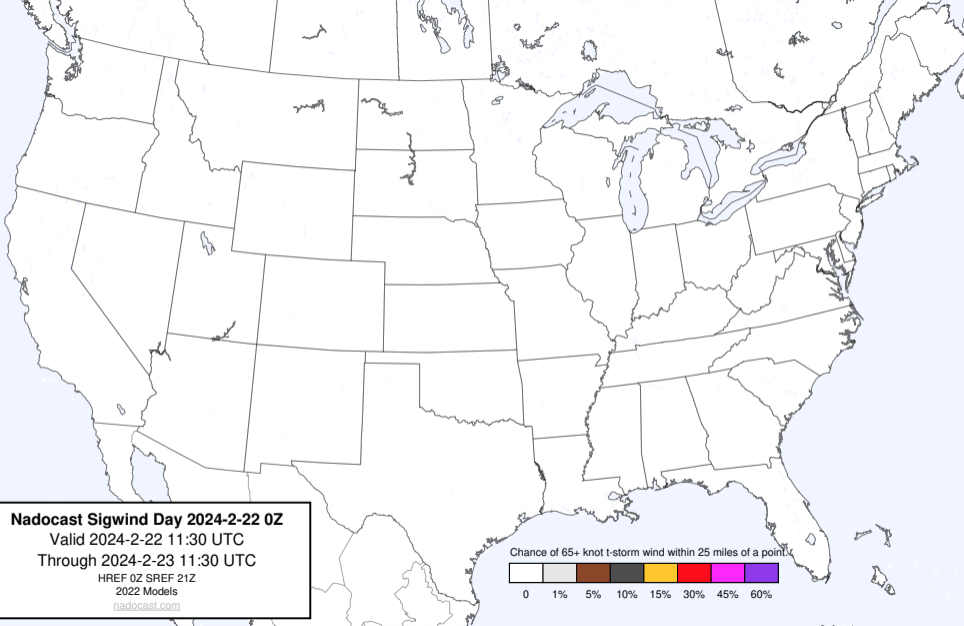 Nadocast Sigwind Day 2024-2-22 0Z
Valid 2024-2-22 11:30 UTC
Through 2024-2-23 11:30 UTC
HREF 0Z SREF 21Z
2022 Models
nadocast.com
Chance of 65+ knot t-storm wind within 25 miles of a point.
0 1% 5% 10% 15% 30% 45% 60%